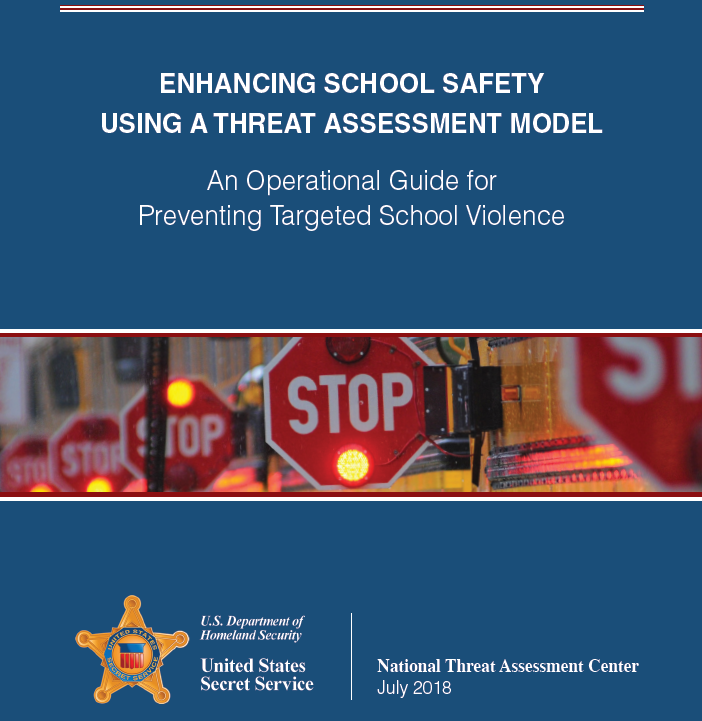 ENHANCING SCHOOL SAFETY
USING A THREAT ASSESSMENT MODEL
An Operational Guide for
Preventing Targeted School Violence
STOP
STOP
STOP
STOP
STO
U.S. Department of
Homeland Security
United States
Secret Service
National Threat Assessment Center
July 2018
UNITED STATES
SECRET SERVICE